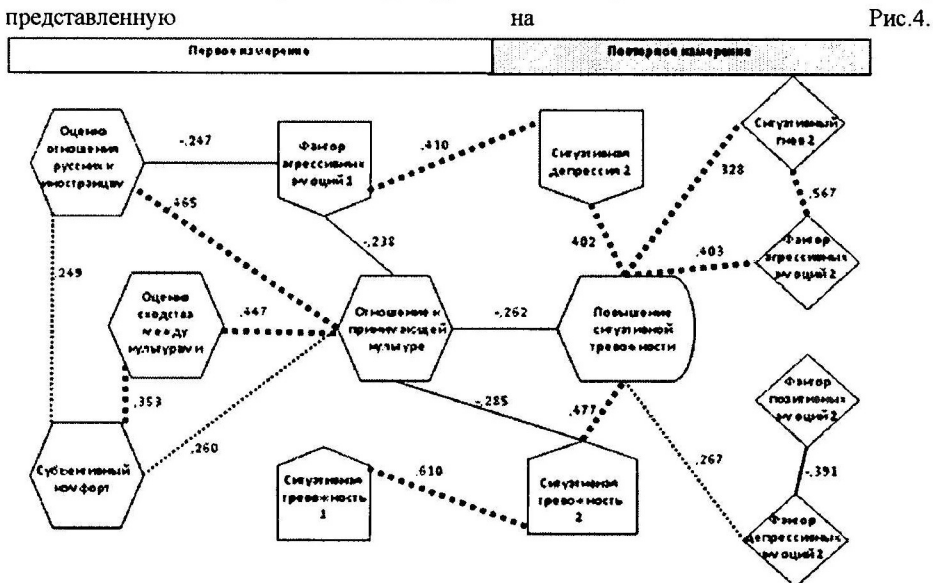 представленную на Рис.4.
Первое измерение Повторное измерение
Оценка
отношения
русских к
иностранцам
-,247
Фактор
агрессивных
эмоций 1
,410
Ситуативная
депрессия 2
Ситуативный
гнев 2
,328
,567
,465
-,238
,402
,403
Фактор
агрессивных
эмоций 2
,249
Оценка
сходства
между
культурами
,447
Отношение к
принимающей
культуре
-,262
Повышение
ситуативной
тревожности
,353
,260
-,285
,477
,267
Фактор
позитивных
эмоций 2
-,391
Субъективный
комфорт
Ситуативная
тревожность
1
,610
Ситуативная
тревожность
2
Фактор
депрессивных
эмоций 2